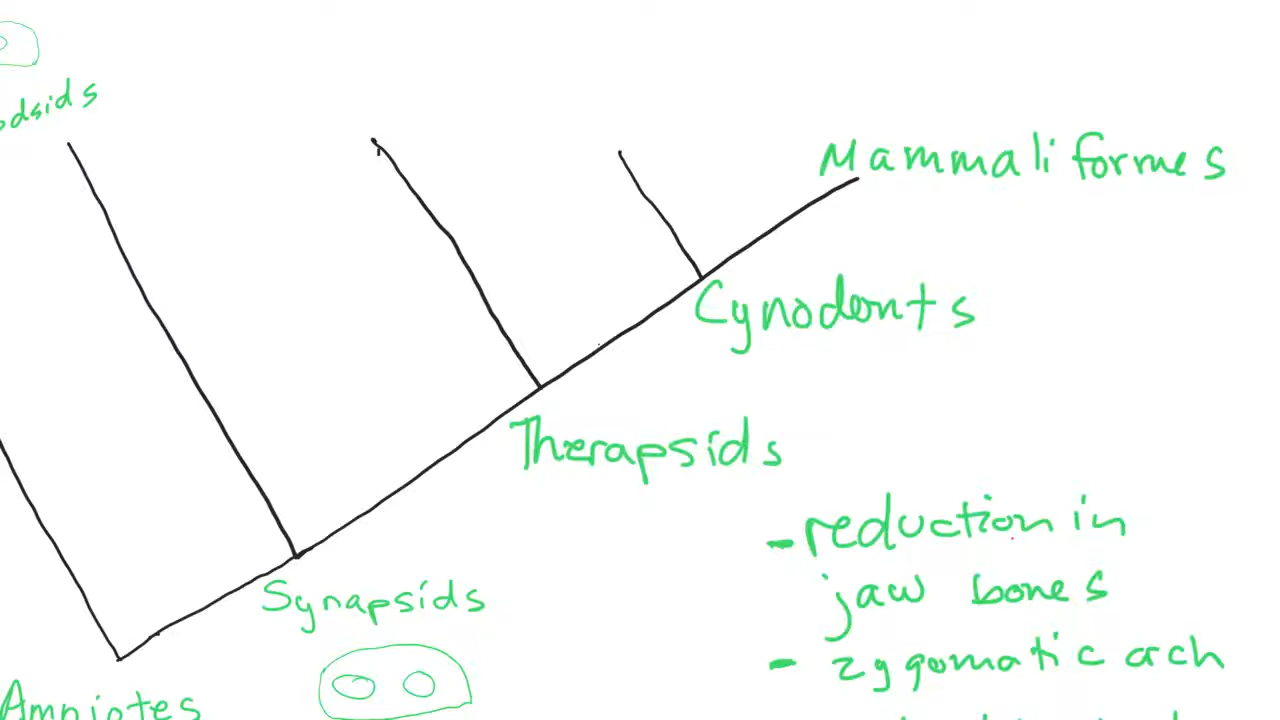 Mammaliformes
Cynodonts
Therapsids
- reduction in
jaw bones
- zygomatic arch
Synapsids
Amniotes